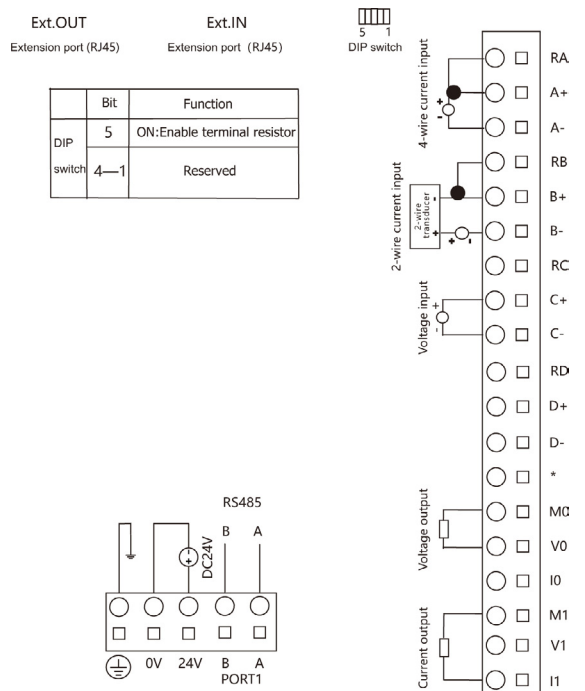 Ext.OUT
Extension port (RJ45)
Ext.IN
Extension port (RJ45)
5 1
DIP switch
Bit Function
DIP switch
5 ON:Enable terminal resistor
4—1 Reserved
4-wire current input
+
-
2-wire current input
2-wire transducer
-
+
+ -
Voltage input
+
-
Voltage output
Current output
RA
A+
A-
RB
B+
B-
RC
C+
C-
RD
D+
D-
*
M0
V0
I0
M1
V1
I1
RS485
B A
DC24V
- +
0V 24V B A
PORT1